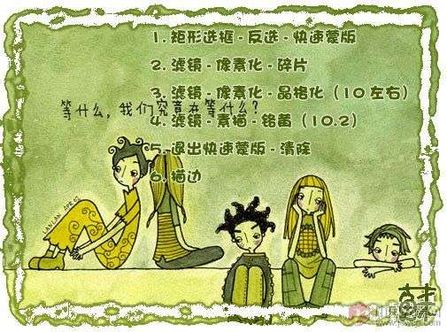 1. 矩形选框 - 反选 - 快速蒙版
2. 滤镜 - 像素化 - 碎片
3. 滤镜 - 像素化 - 晶格化（10 左右）
等什么，我们究竟在等什么？
4. 滤镜 - 素描 - 铬黄（10.2）
5. 退出快速蒙版 - 清除
6. 描边